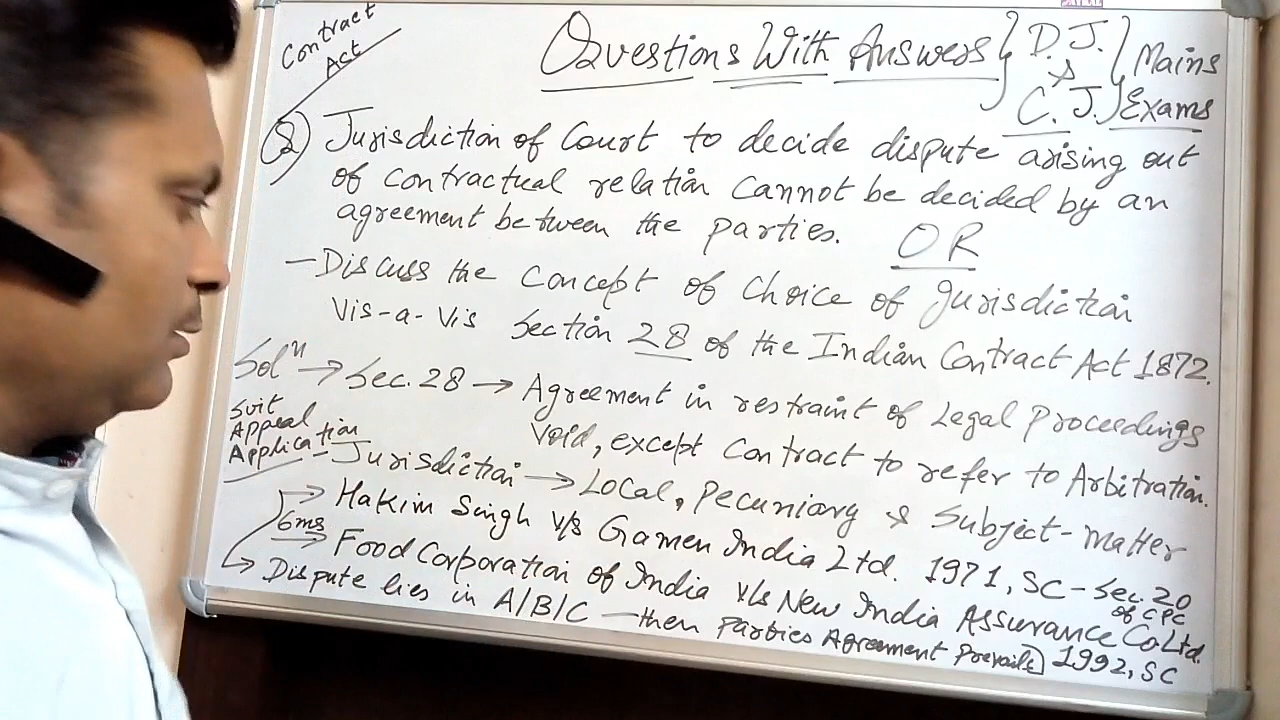 Contract
Act
Questions With Answers
D.J.
&
C.J.
Mains
Exams
Q) Jurisdiction of Court to decide dispute arising out
of contractual relation cannot be decided by an
agreement between the parties. OR
- Discuss the concept of Choice of Jurisdiction
Vis-a-Vis Section 28 of the Indian Contract Act 1872.
Solⁿ → Sec. 28 → Agreement in restraint of Legal Proceedings
Void, except Contract to refer to Arbitration.
Suit
Appeal
Application
- Jurisdiction → Local, Pecuniary & Subject-matter
→ Hakim Singh v/s Gamen India Ltd. 1971, SC - Sec. 20
of CPC
6ms
→ Food Corporation of India v/s New India Assurance Co Ltd.
1992, SC
→ Dispute lies in A/B/C - then Parties Agreement Prevails